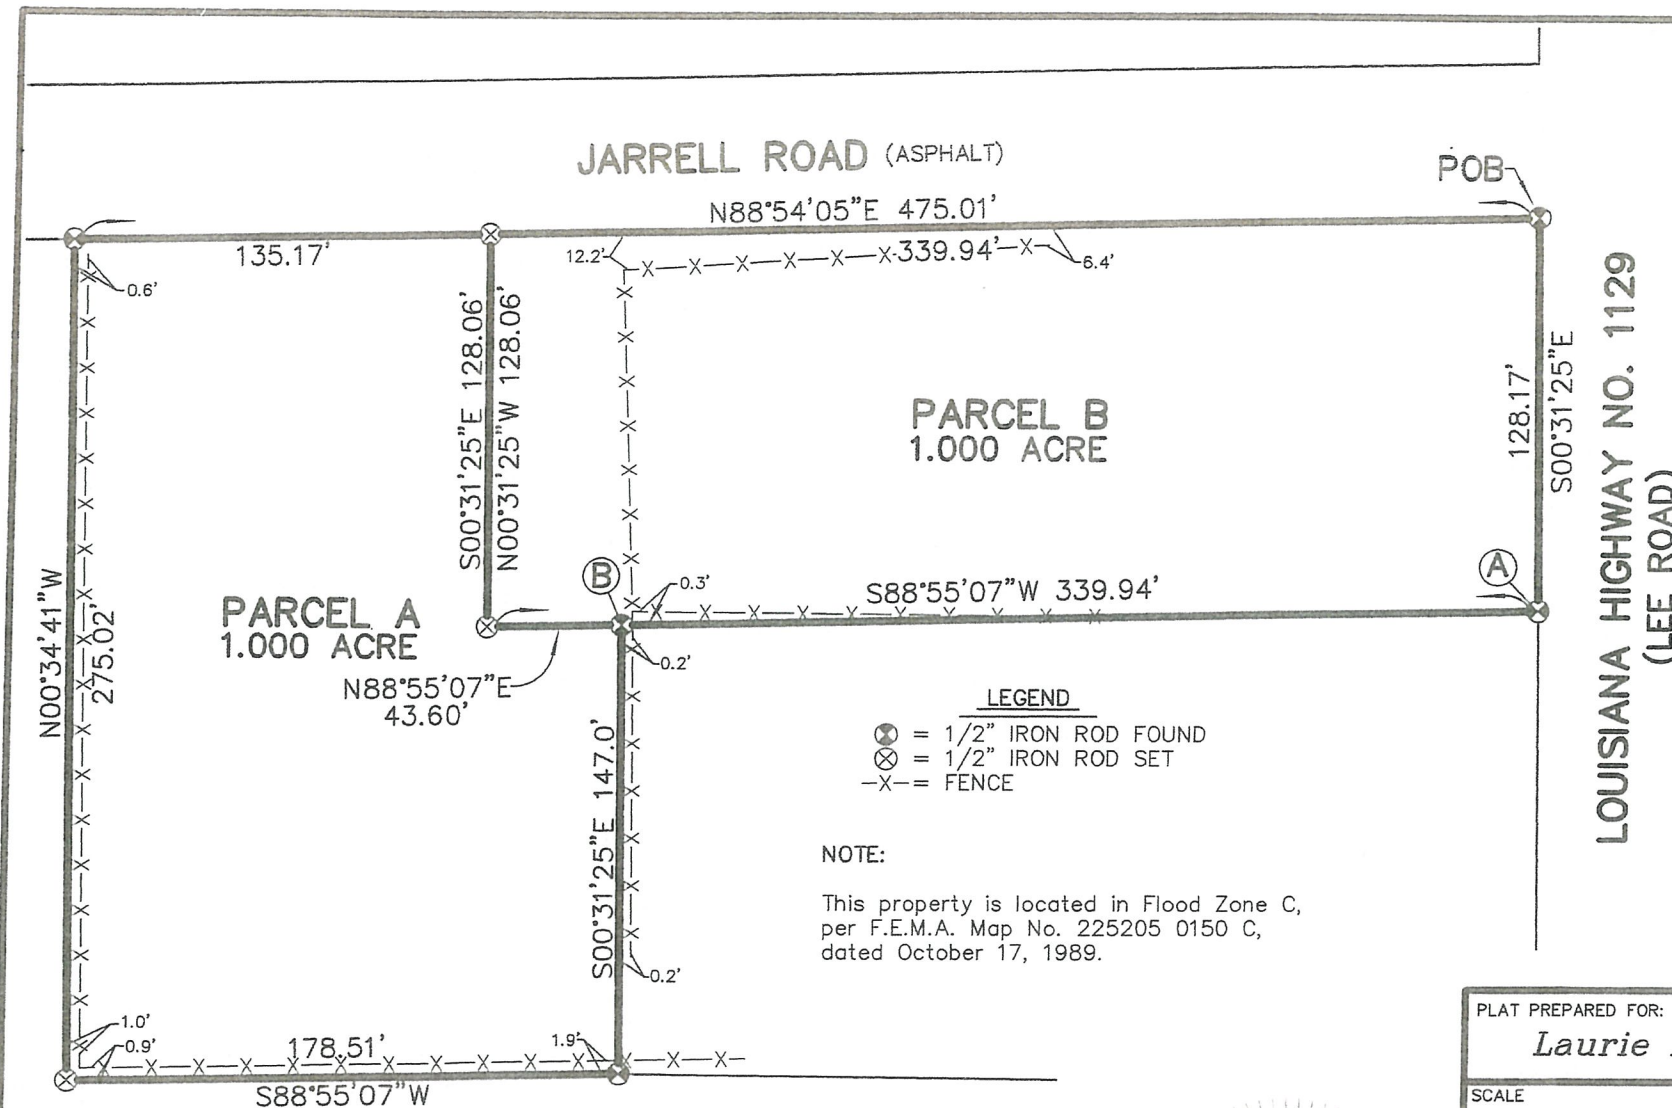 JARRELL ROAD (ASPHALT)
POB
N88°54'05"E 475.01'
135.17'
12.2'
339.94'
6.4'
0.6'
S00°31'25"E 128.06'
N00°31'25"W 128.06'
128.17'
S00°31'25"E
LOUISIANA HIGHWAY NO. 1129
(LEE ROAD)
PARCEL B
1.000 ACRE
B
A
0.3'
S88°55'07"W 339.94'
PARCEL A
1.000 ACRE
N00°34'41"W
275.02'
0.2'
N88°55'07"E
43.60'
LEGEND
= 1/2" IRON ROD FOUND
= 1/2" IRON ROD SET
-X-= FENCE
S00°31'25"E 147.0'
NOTE:
This property is located in Flood Zone C,
per F.E.M.A. Map No. 225205 0150 C,
dated October 17, 1989.
0.2'
1.0'
0.9'
178.51'
1.9'
S88°55'07"W
PLAT PREPARED FOR:
Laurie
SCALE